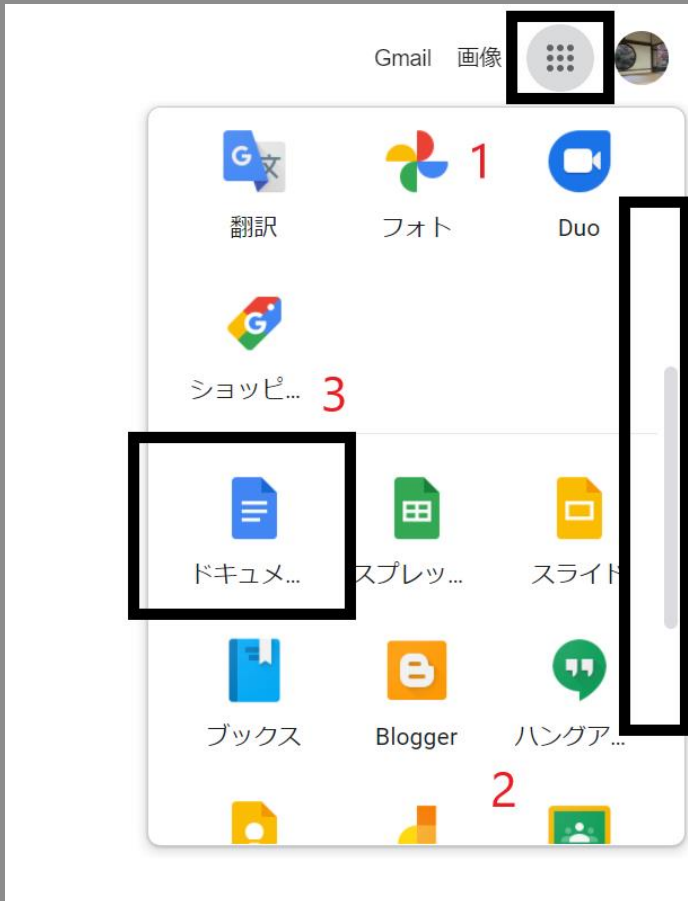 Gmail 画像
1
翻訳 フォト Duo
ショッピ...
3
ドキュメ... スプレッ... スライド
ブックス Blogger ハングア...
2